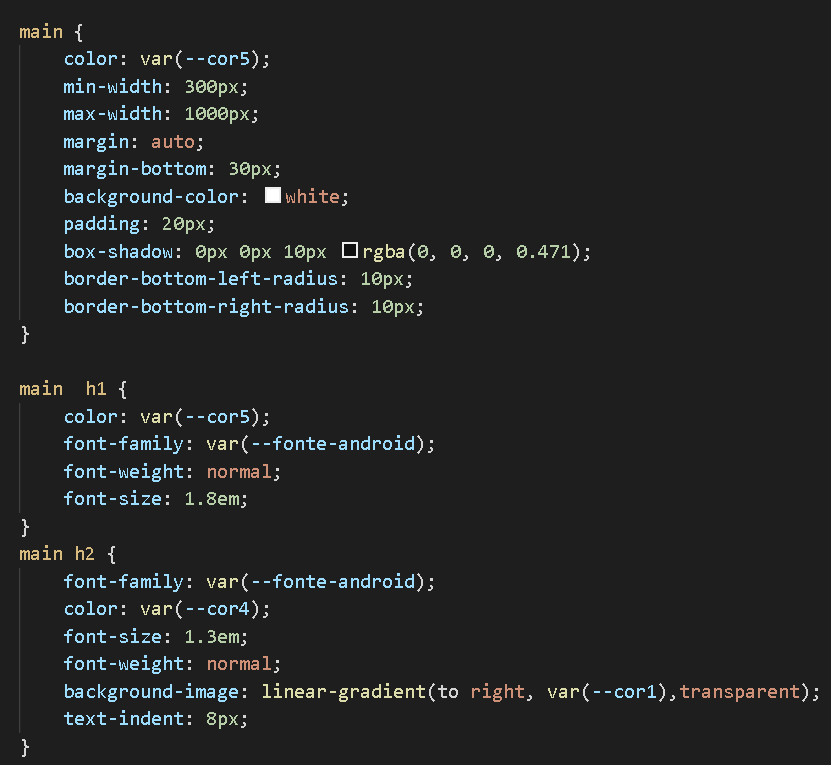 main {
    color: var(--cor5);
    min-width: 300px;
    max-width: 1000px;
    margin: auto;
    margin-bottom: 30px;
    background-color: white;
    padding: 20px;
    box-shadow: 0px 0px 10px rgba(0, 0, 0, 0.471);
    border-bottom-left-radius: 10px;
    border-bottom-right-radius: 10px;
}

main  h1 {
    color: var(--cor5);
    font-family: var(--fonte-android);
    font-weight: normal;
    font-size: 1.8em;
}
main h2 {
    font-family: var(--fonte-android);
    color: var(--cor4);
    font-size: 1.3em;
    font-weight: normal;
    background-image: linear-gradient(to right, var(--cor1),transparent);
    text-indent: 8px;
}